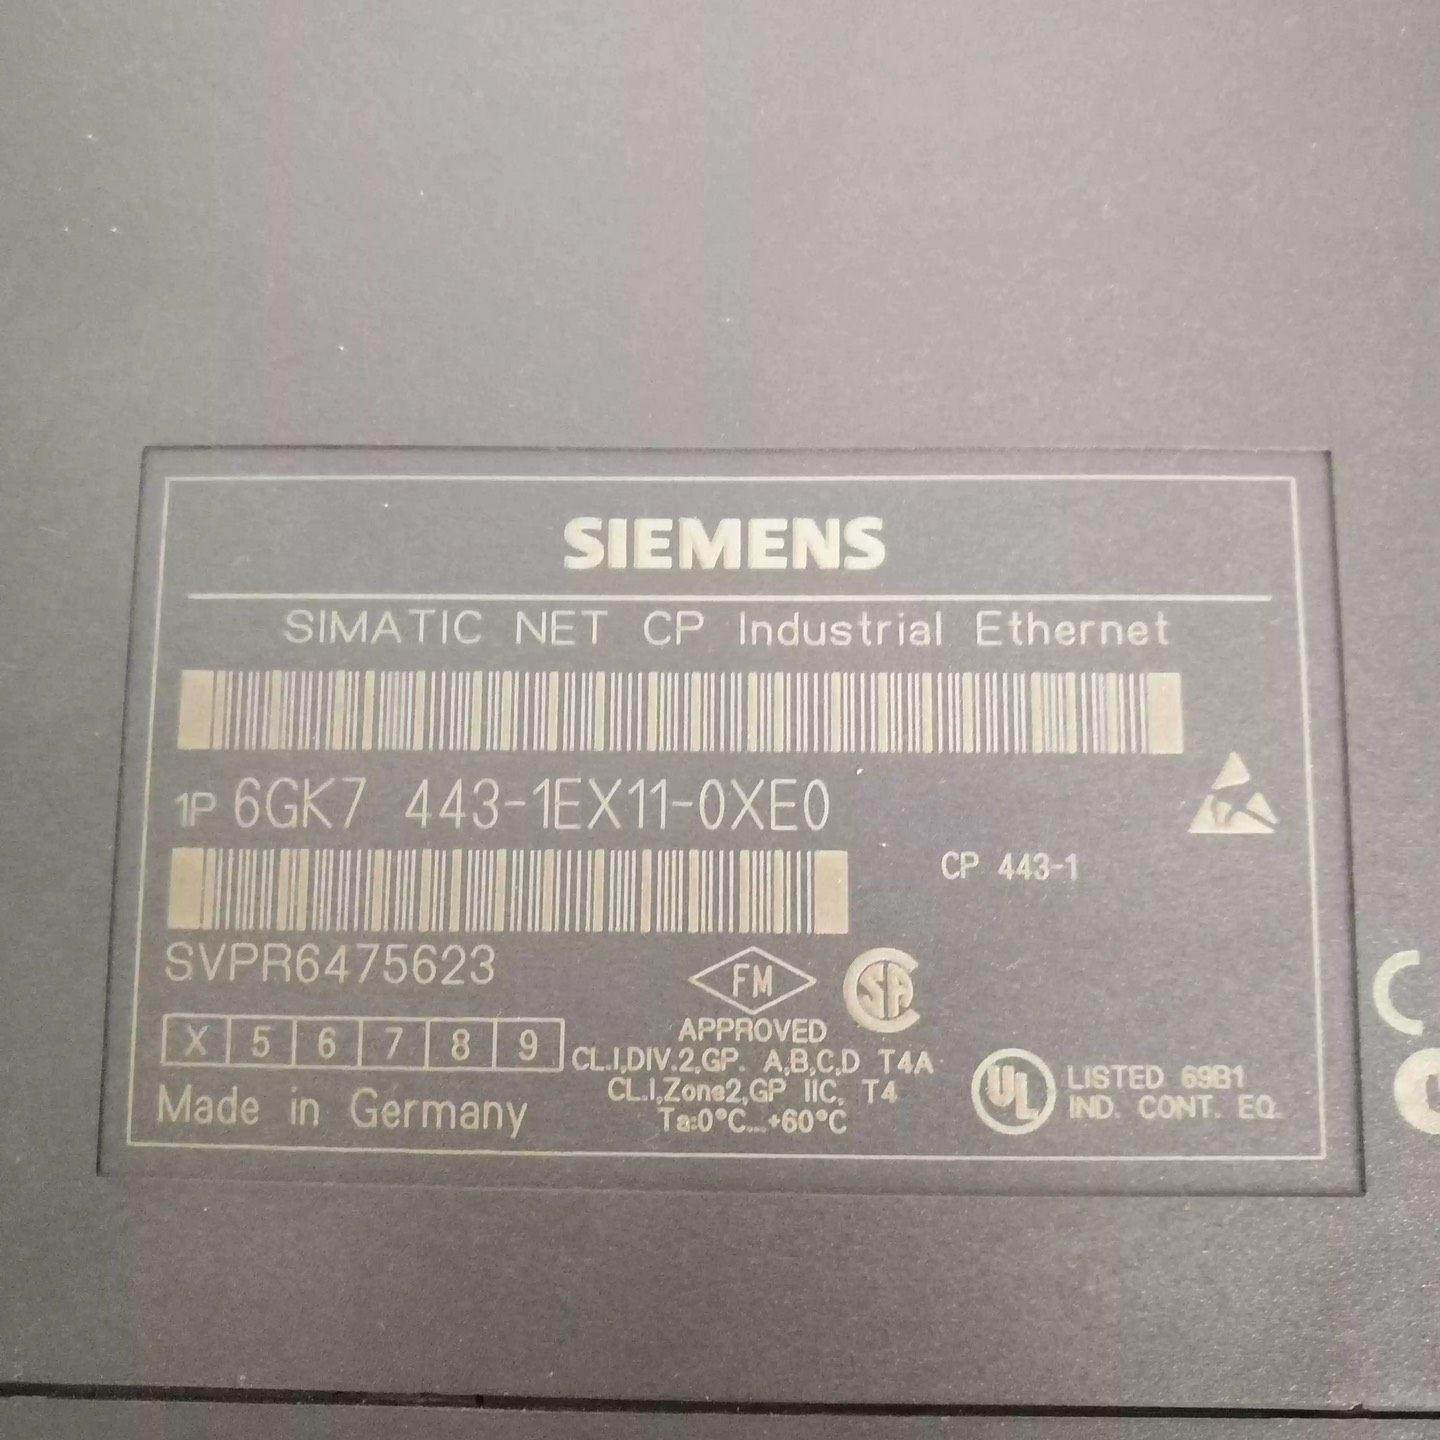 SIEMENS
SIMATIC NET CP Industrial Ethernet
1P 6GK7 443-1EX11-0XE0
CP 443-1
SVPR6475623
FM
SA
APPROVED
X 5 6 7 8 9
CL.I,DIV.2,GP. A,B,C,D T4A
CL.I,Zone2,GP IIC, T4
Ta:0°C...+60°C
Made in Germany
UL
LISTED 69B1
IND. CONT. EQ.